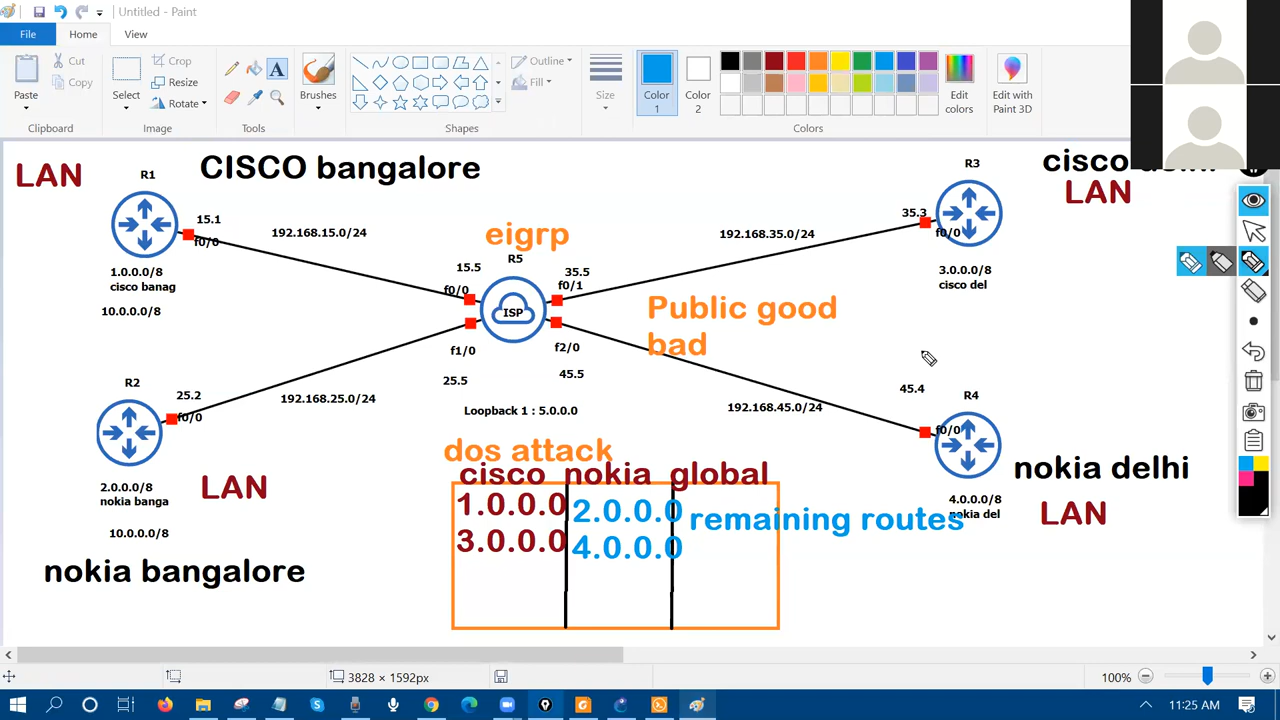 Untitled - Paint
File
Home
View
Paste
Cut
Copy
Clipboard
Select
Crop
Resize
Rotate
Image
A
Tools
Brushes
Shapes
Outline
Fill
Size
Color
1
Color
2
Edit
colors
Edit with
Paint 3D
Colors
LAN
R1
CISCO bangalore
15.1
f0/0
192.168.15.0/24
1.0.0.0/8
cisco banag
10.0.0.0/8
eigrp
R5
15.5
f0/0
35.5
f0/1
ISP
192.168.35.0/24
R3
LAN
35.3
f0/0
3.0.0.0/8
cisco del
Public good
bad
f1/0
f2/0
25.5
45.5
Loopback 1 : 5.0.0.0
R2
25.2
f0/0
192.168.25.0/24
2.0.0.0/8
nokia banga
LAN
10.0.0.0/8
nokia bangalore
192.168.45.0/24
45.4
R4
f0/0
nokia delhi
4.0.0.0/8
nokia del
LAN
dos attack
cisco nokia global
1.0.0.0 2.0.0.0 remaining routes
3.0.0.0 4.0.0.0
3828 × 1592px
100%
11:25 AM